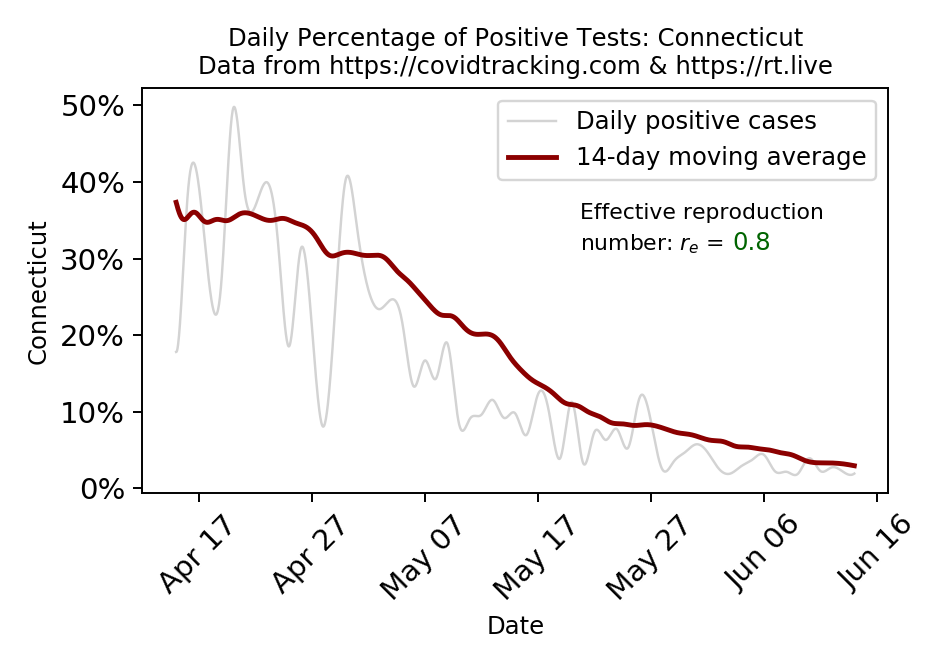 Daily Percentage of Positive Tests: Connecticut
Data from https://covidtracking.com & https://rt.live
50%
40%
30%
20%
10%
0%
Connecticut
Daily positive cases
14-day moving average
Effective reproduction
number: rₑ = 0.8
Apr 17
Apr 27
May 07
May 17
May 27
Jun 06
Jun 16
Date